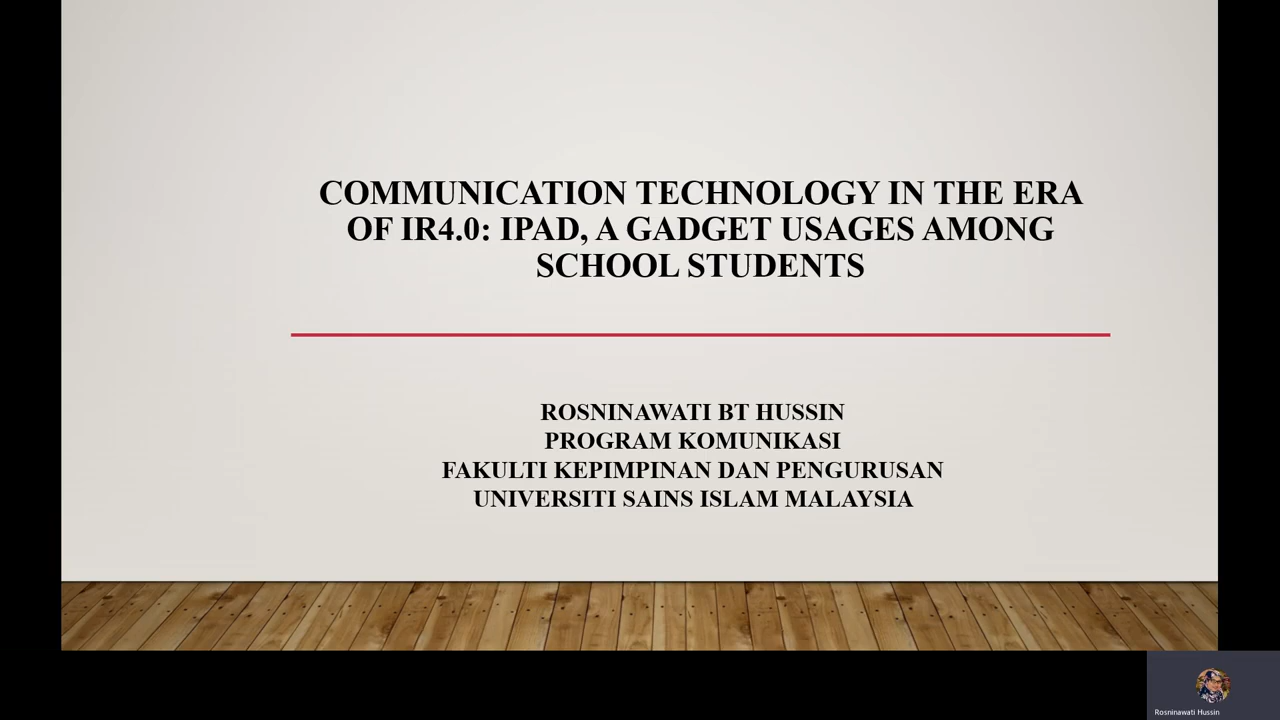 COMMUNICATION TECHNOLOGY IN THE ERA
OF IR4.0: IPAD, A GADGET USAGES AMONG
SCHOOL STUDENTS
ROSNINAWATI BT HUSSIN
PROGRAM KOMUNIKASI
FAKULTI KEPIMPINAN DAN PENGURUSAN
UNIVERSITI SAINS ISLAM MALAYSIA
Rosninawati Hussin